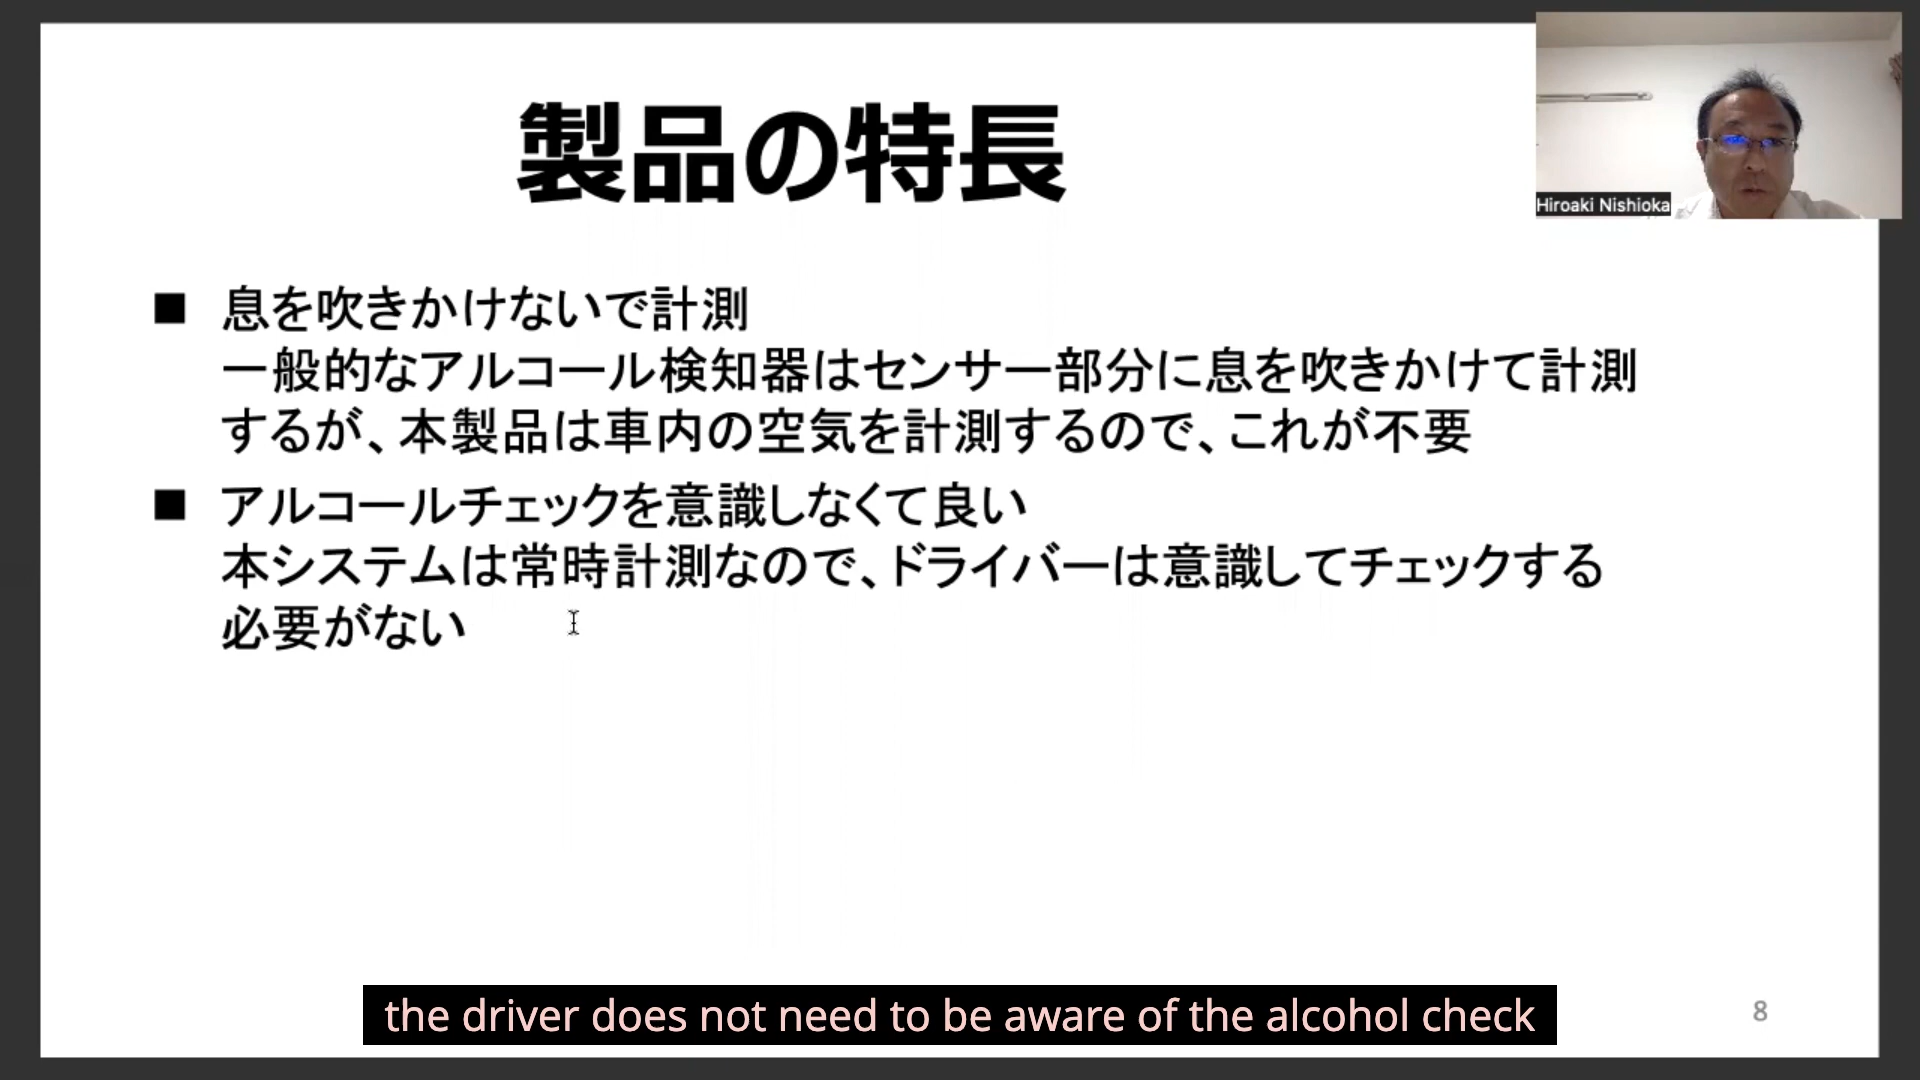 製品の特長
Hiroaki Nishioka
■ 息を吹きかけないで計測
一般的なアルコール検知器はセンサー部分に息を吹きかけて計測
するが、本製品は車内の空気を計測するので、これが不要
■ アルコールチェックを意識しなくて良い
本システムは常時計測なので、ドライバーは意識してチェックする
必要がない
the driver does not need to be aware of the alcohol check
8